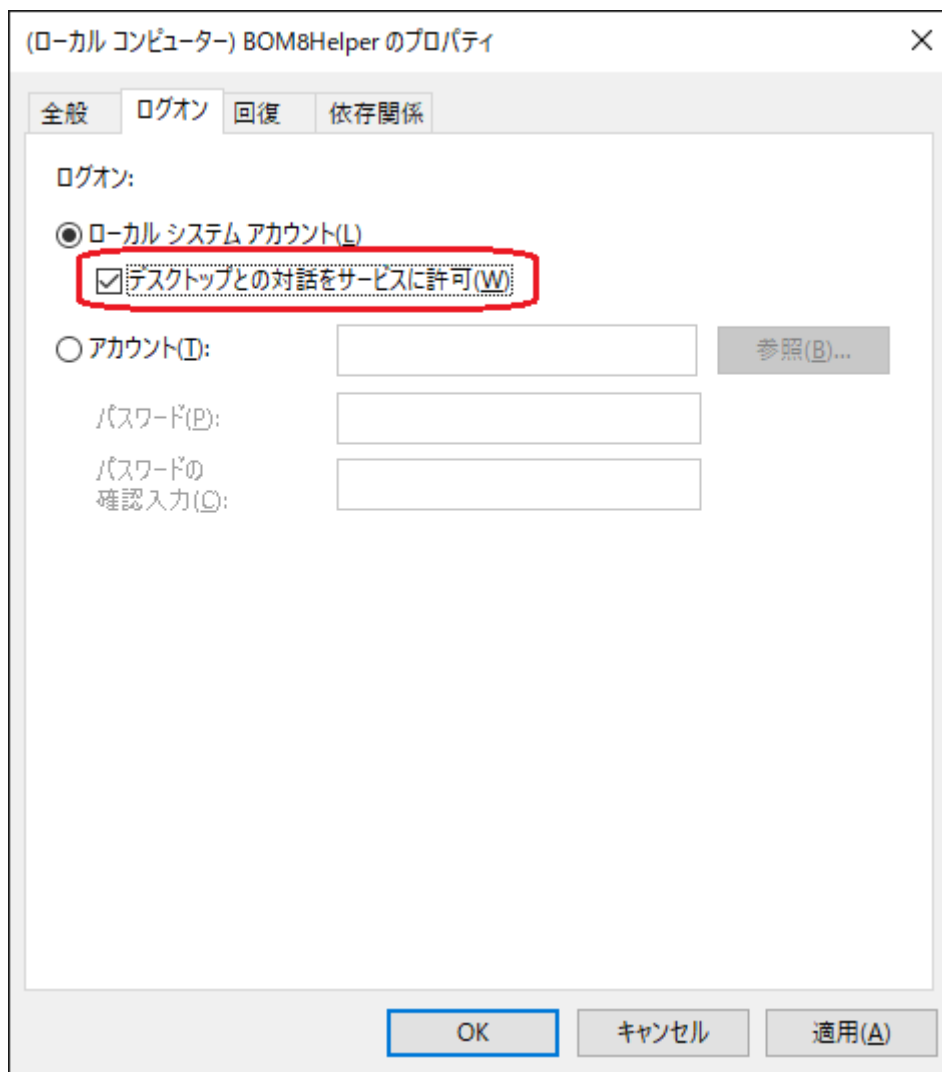 (ローカル コンピューター) BOM8Helper のプロパティ
全般 ログオン 回復 依存関係
ログオン:
ローカル システム アカウント(L)
デスクトップとの対話をサービスに許可(W)
アカウント(T): 参照(B)...
パスワード(P):
パスワードの
確認入力(C):
OK キャンセル 適用(A)